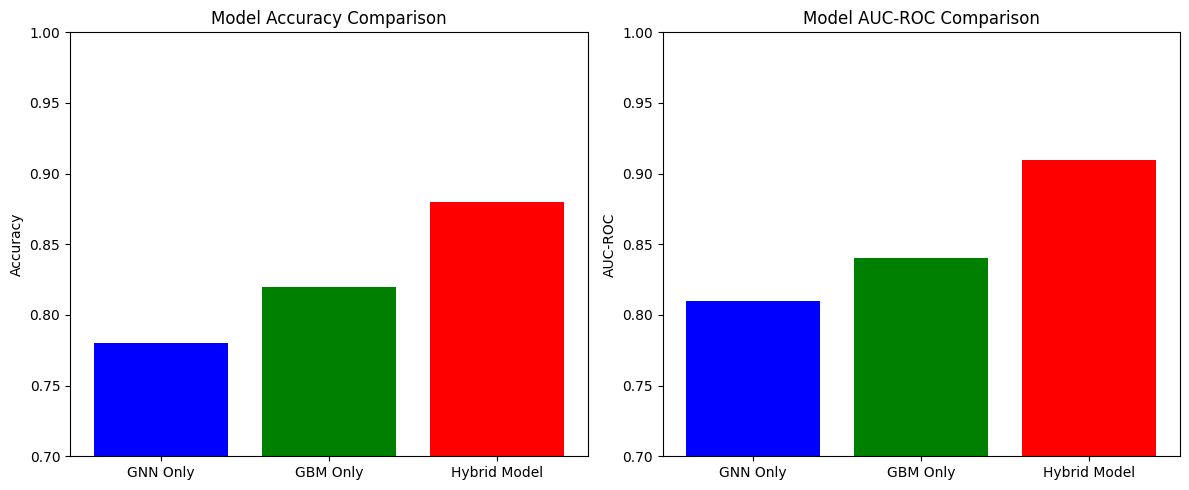 Model Accuracy Comparison
Accuracy
1.00
0.95
0.90
0.85
0.80
0.75
0.70
GNN Only GBM Only Hybrid Model
Model AUC-ROC Comparison
AUC-ROC
1.00
0.95
0.90
0.85
0.80
0.75
0.70
GNN Only GBM Only Hybrid Model